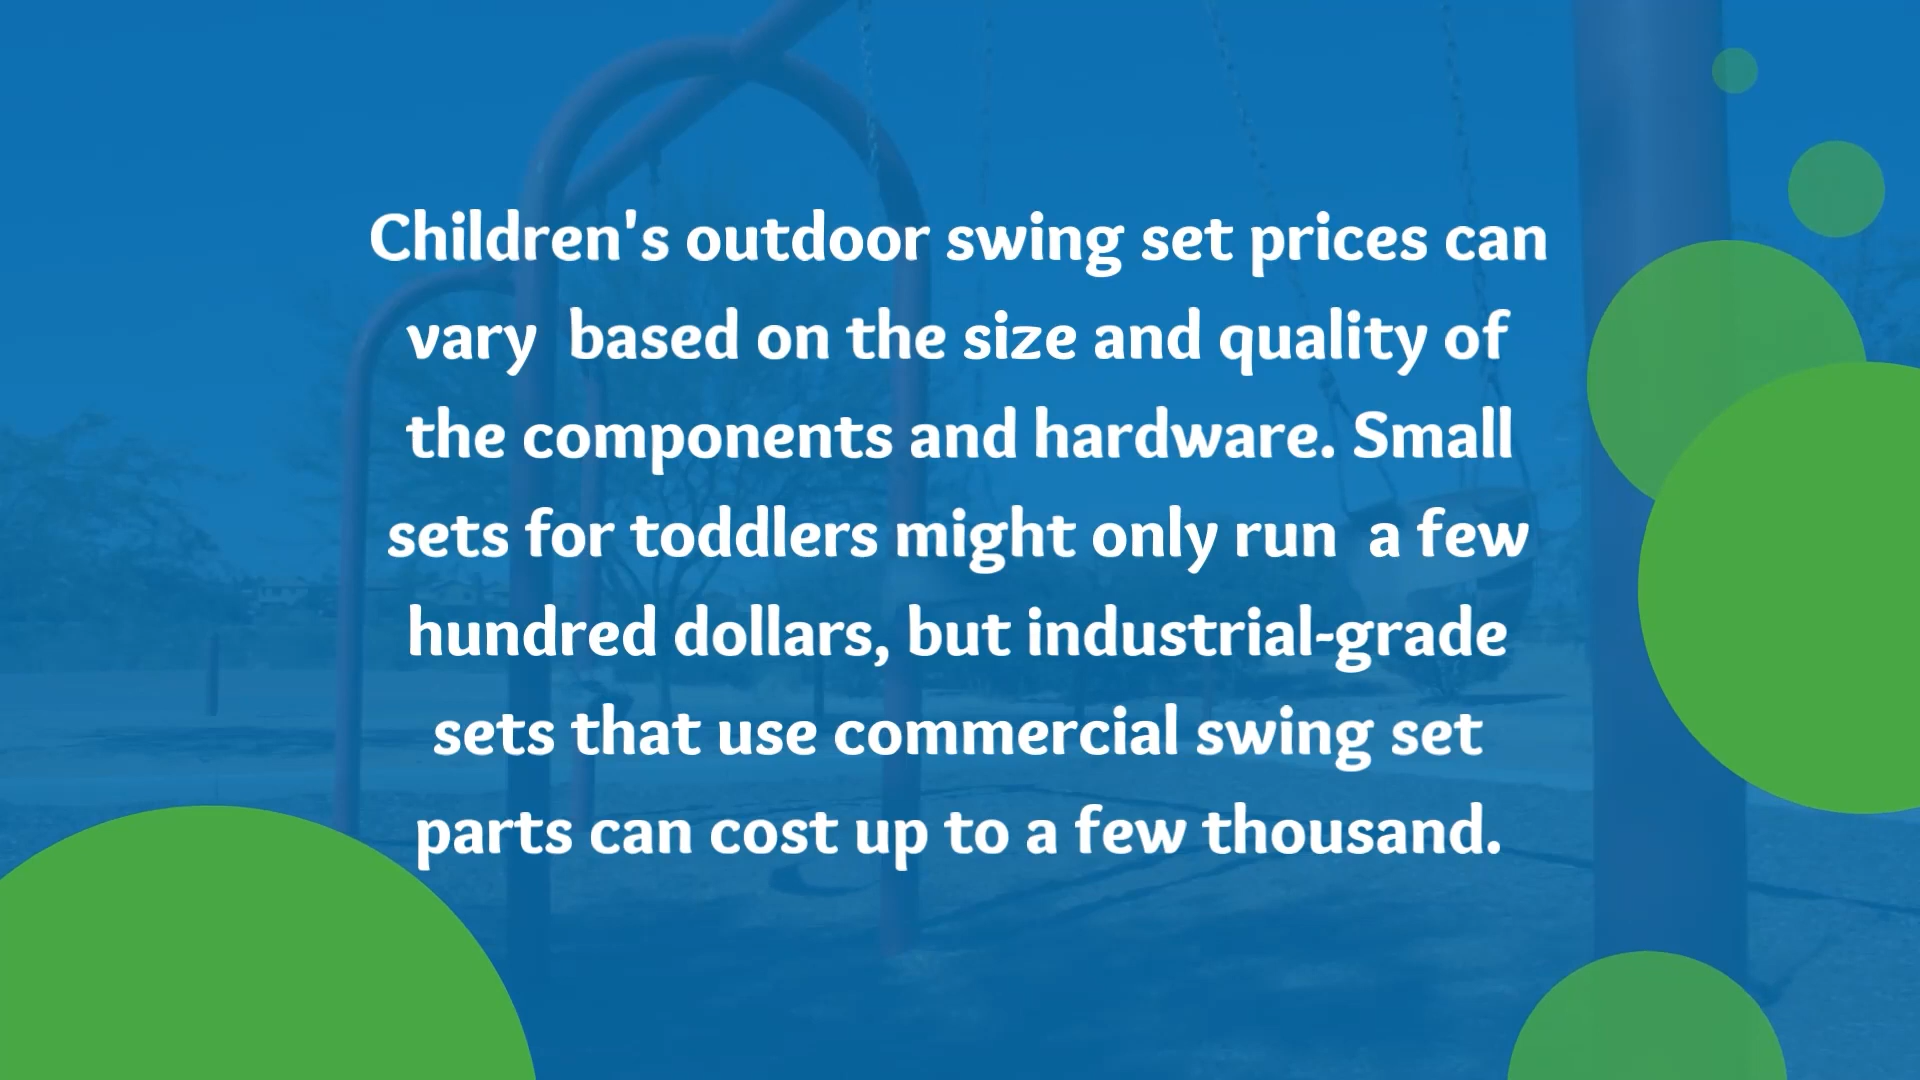 Children's outdoor swing set prices can
vary  based on the size and quality of
the components and hardware. Small
sets for toddlers might only run  a few
hundred dollars, but industrial-grade
sets that use commercial swing set
parts can cost up to a few thousand.